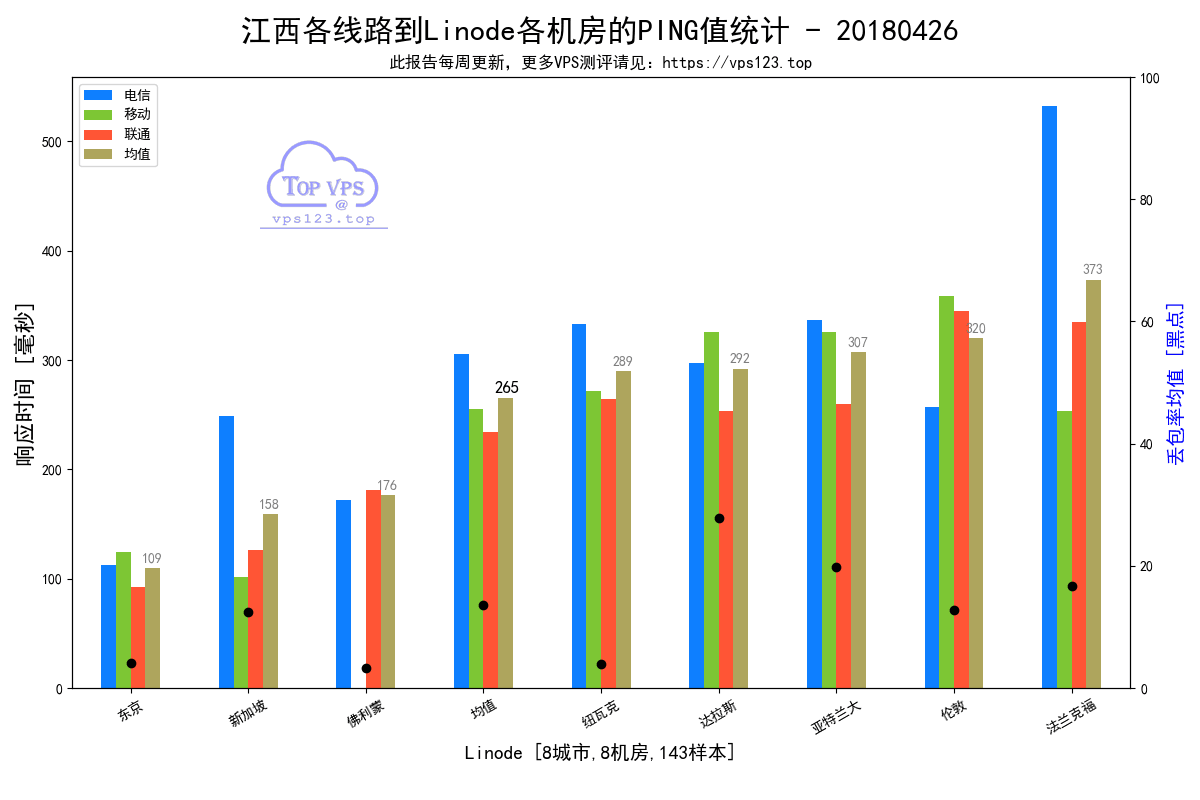 江西各线路到Linode各机房的PING值统计 - 20180426
此报告每周更新，更多VPS测评请见：https://vps123.top
电信
移动
联通
均值
TOP VPS
@
vps123.top
响应时间 [毫秒]
500
400
300
200
100
0
100
80
60
40
20
0
丢包率均值 [黑点]
109
158
176
265
289
292
307
320
373
东京
新加坡
佛利蒙
均值
纽瓦克
达拉斯
亚特兰大
伦敦
法兰克福
Linode [8城市,8机房,143样本]